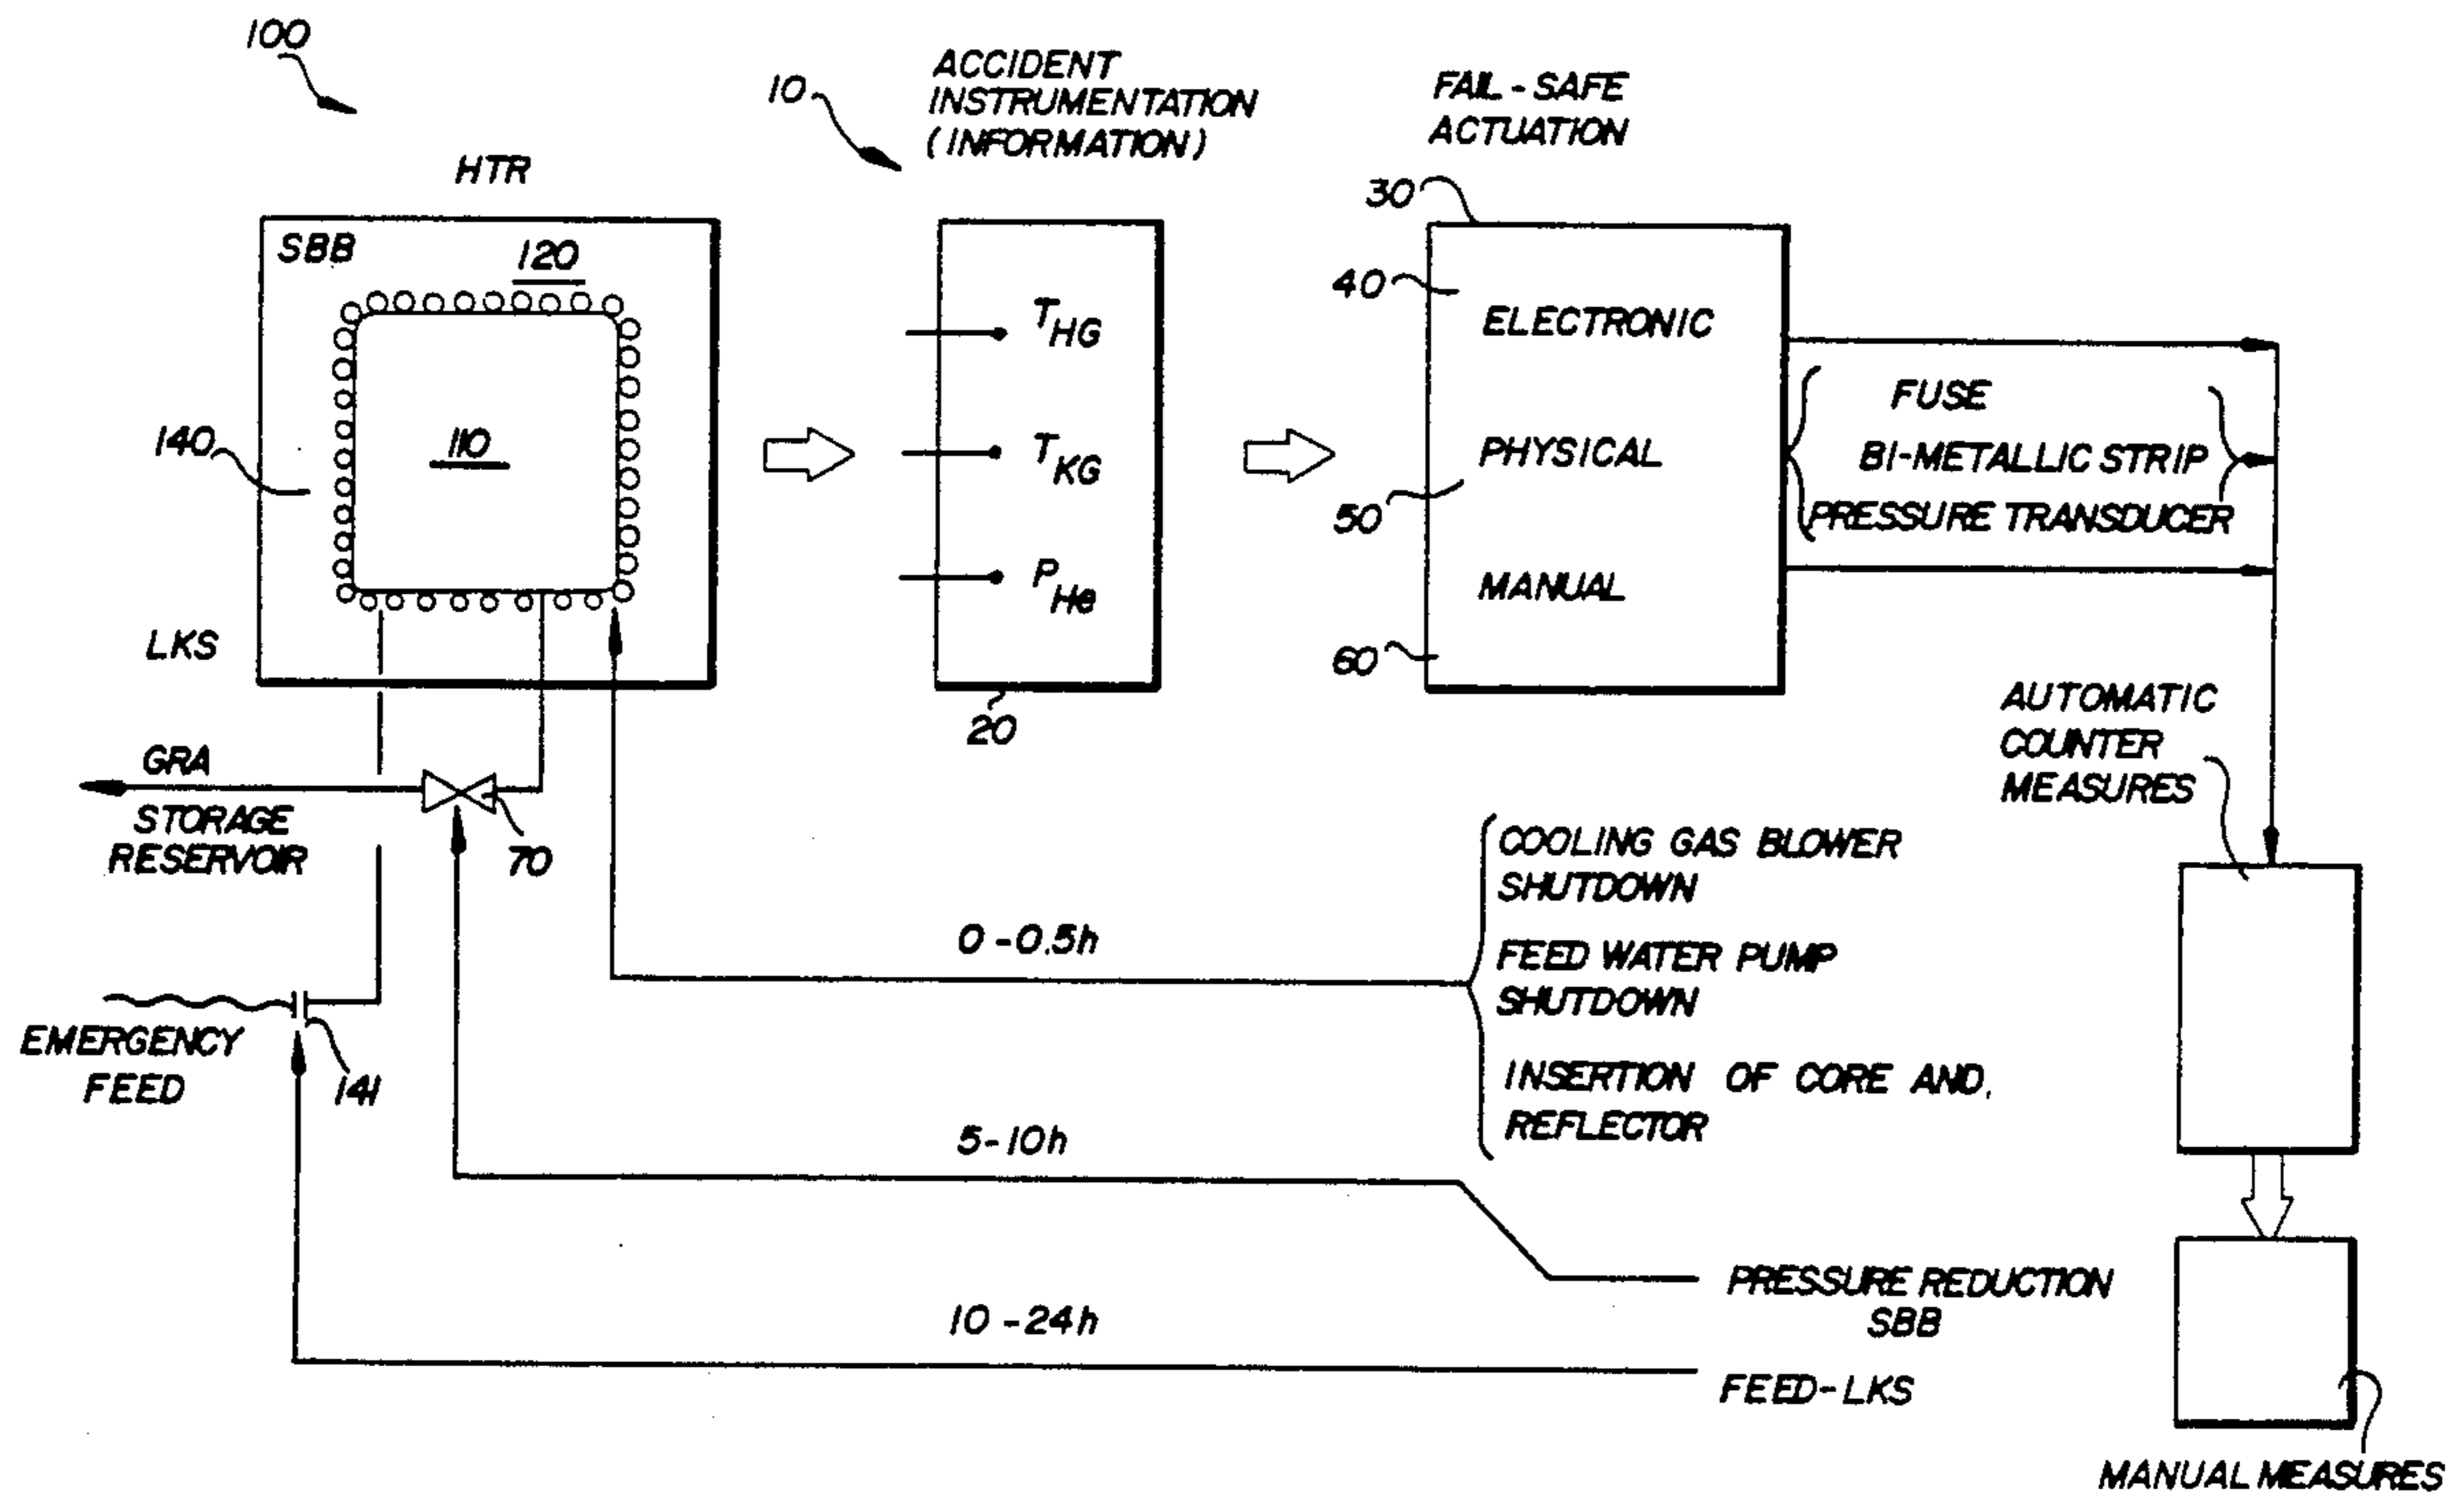 100
10
ACCIDENT
INSTRUMENTATION
(INFORMATION)
FAIL-SAFE
ACTUATION
HTR
30
SBB
120
40
T HG
ELECTRONIC
FUSE
140
110
T KG
PHYSICAL
BI-METALLIC STRIP
50
PRESSURE TRANSDUCER
P He
MANUAL
LKS
60
20
AUTOMATIC
COUNTER
MEASURES
GRA
STORAGE
RESERVOIR
70
COOLING GAS BLOWER
SHUTDOWN
0-0.5h
FEED WATER PUMP
SHUTDOWN
EMERGENCY
FEED
141
INSERTION OF CORE AND,
REFLECTOR
5-10h
PRESSURE REDUCTION
SBB
10-24h
FEED-LKS
MANUAL MEASURES